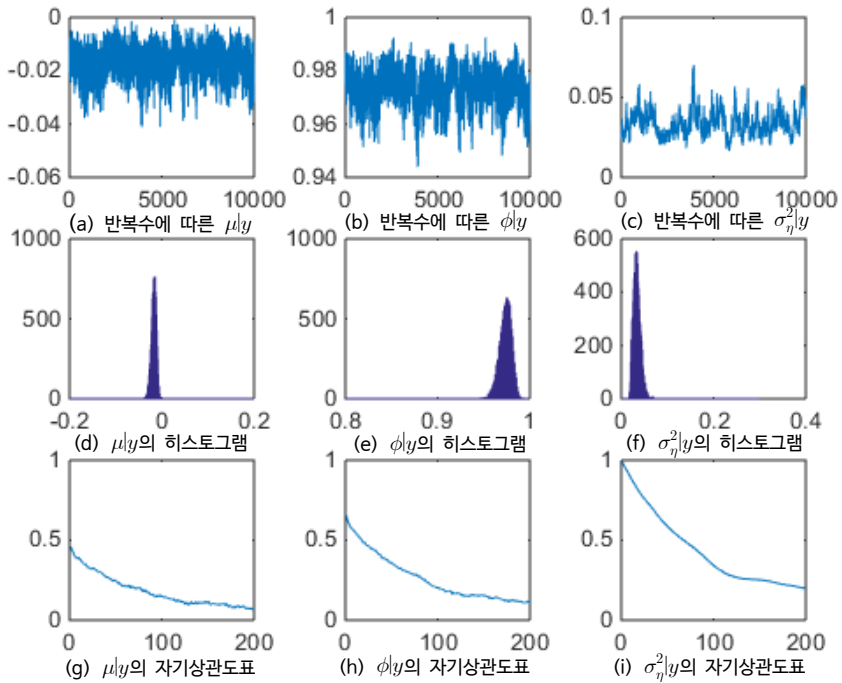 0 1 0.1
-0.02 0.98
-0.04 0.96 0.05
-0.06 0.94 0
0 5000 10000 0 5000 10000 0 5000 10000
(a) 반복수에 따른 μ|y (b) 반복수에 따른 ϕ|y (c) 반복수에 따른 σ_η^2|y
1000 1000 600
500 500 400
200
0 0 0
-0.2 0 0.2 0.8 0.9 1 0 0.2 0.4
(d) μ|y의 히스토그램 (e) ϕ|y의 히스토그램 (f) σ_η^2|y의 히스토그램
1 1 1
0.5 0.5 0.5
0 0 0
0 100 200 0 100 200 0 100 200
(g) μ|y의 자기상관도표 (h) ϕ|y의 자기상관도표 (i) σ_η^2|y의 자기상관도표